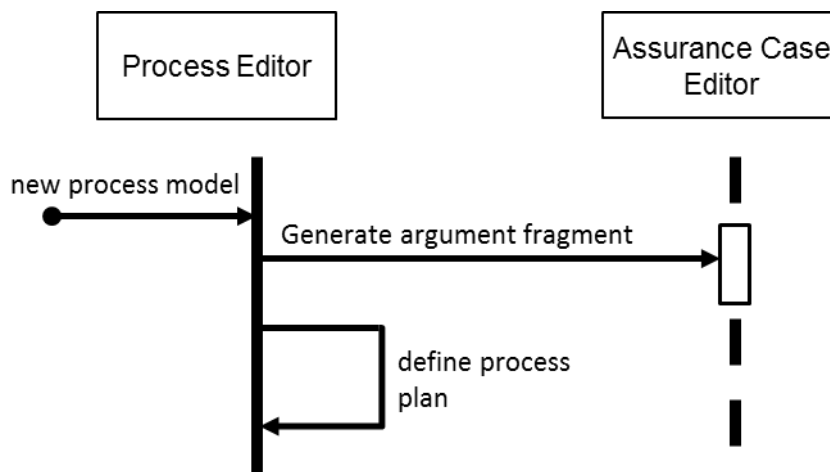 Process Editor
Assurance Case
Editor
new process model
Generate argument fragment
define process
plan